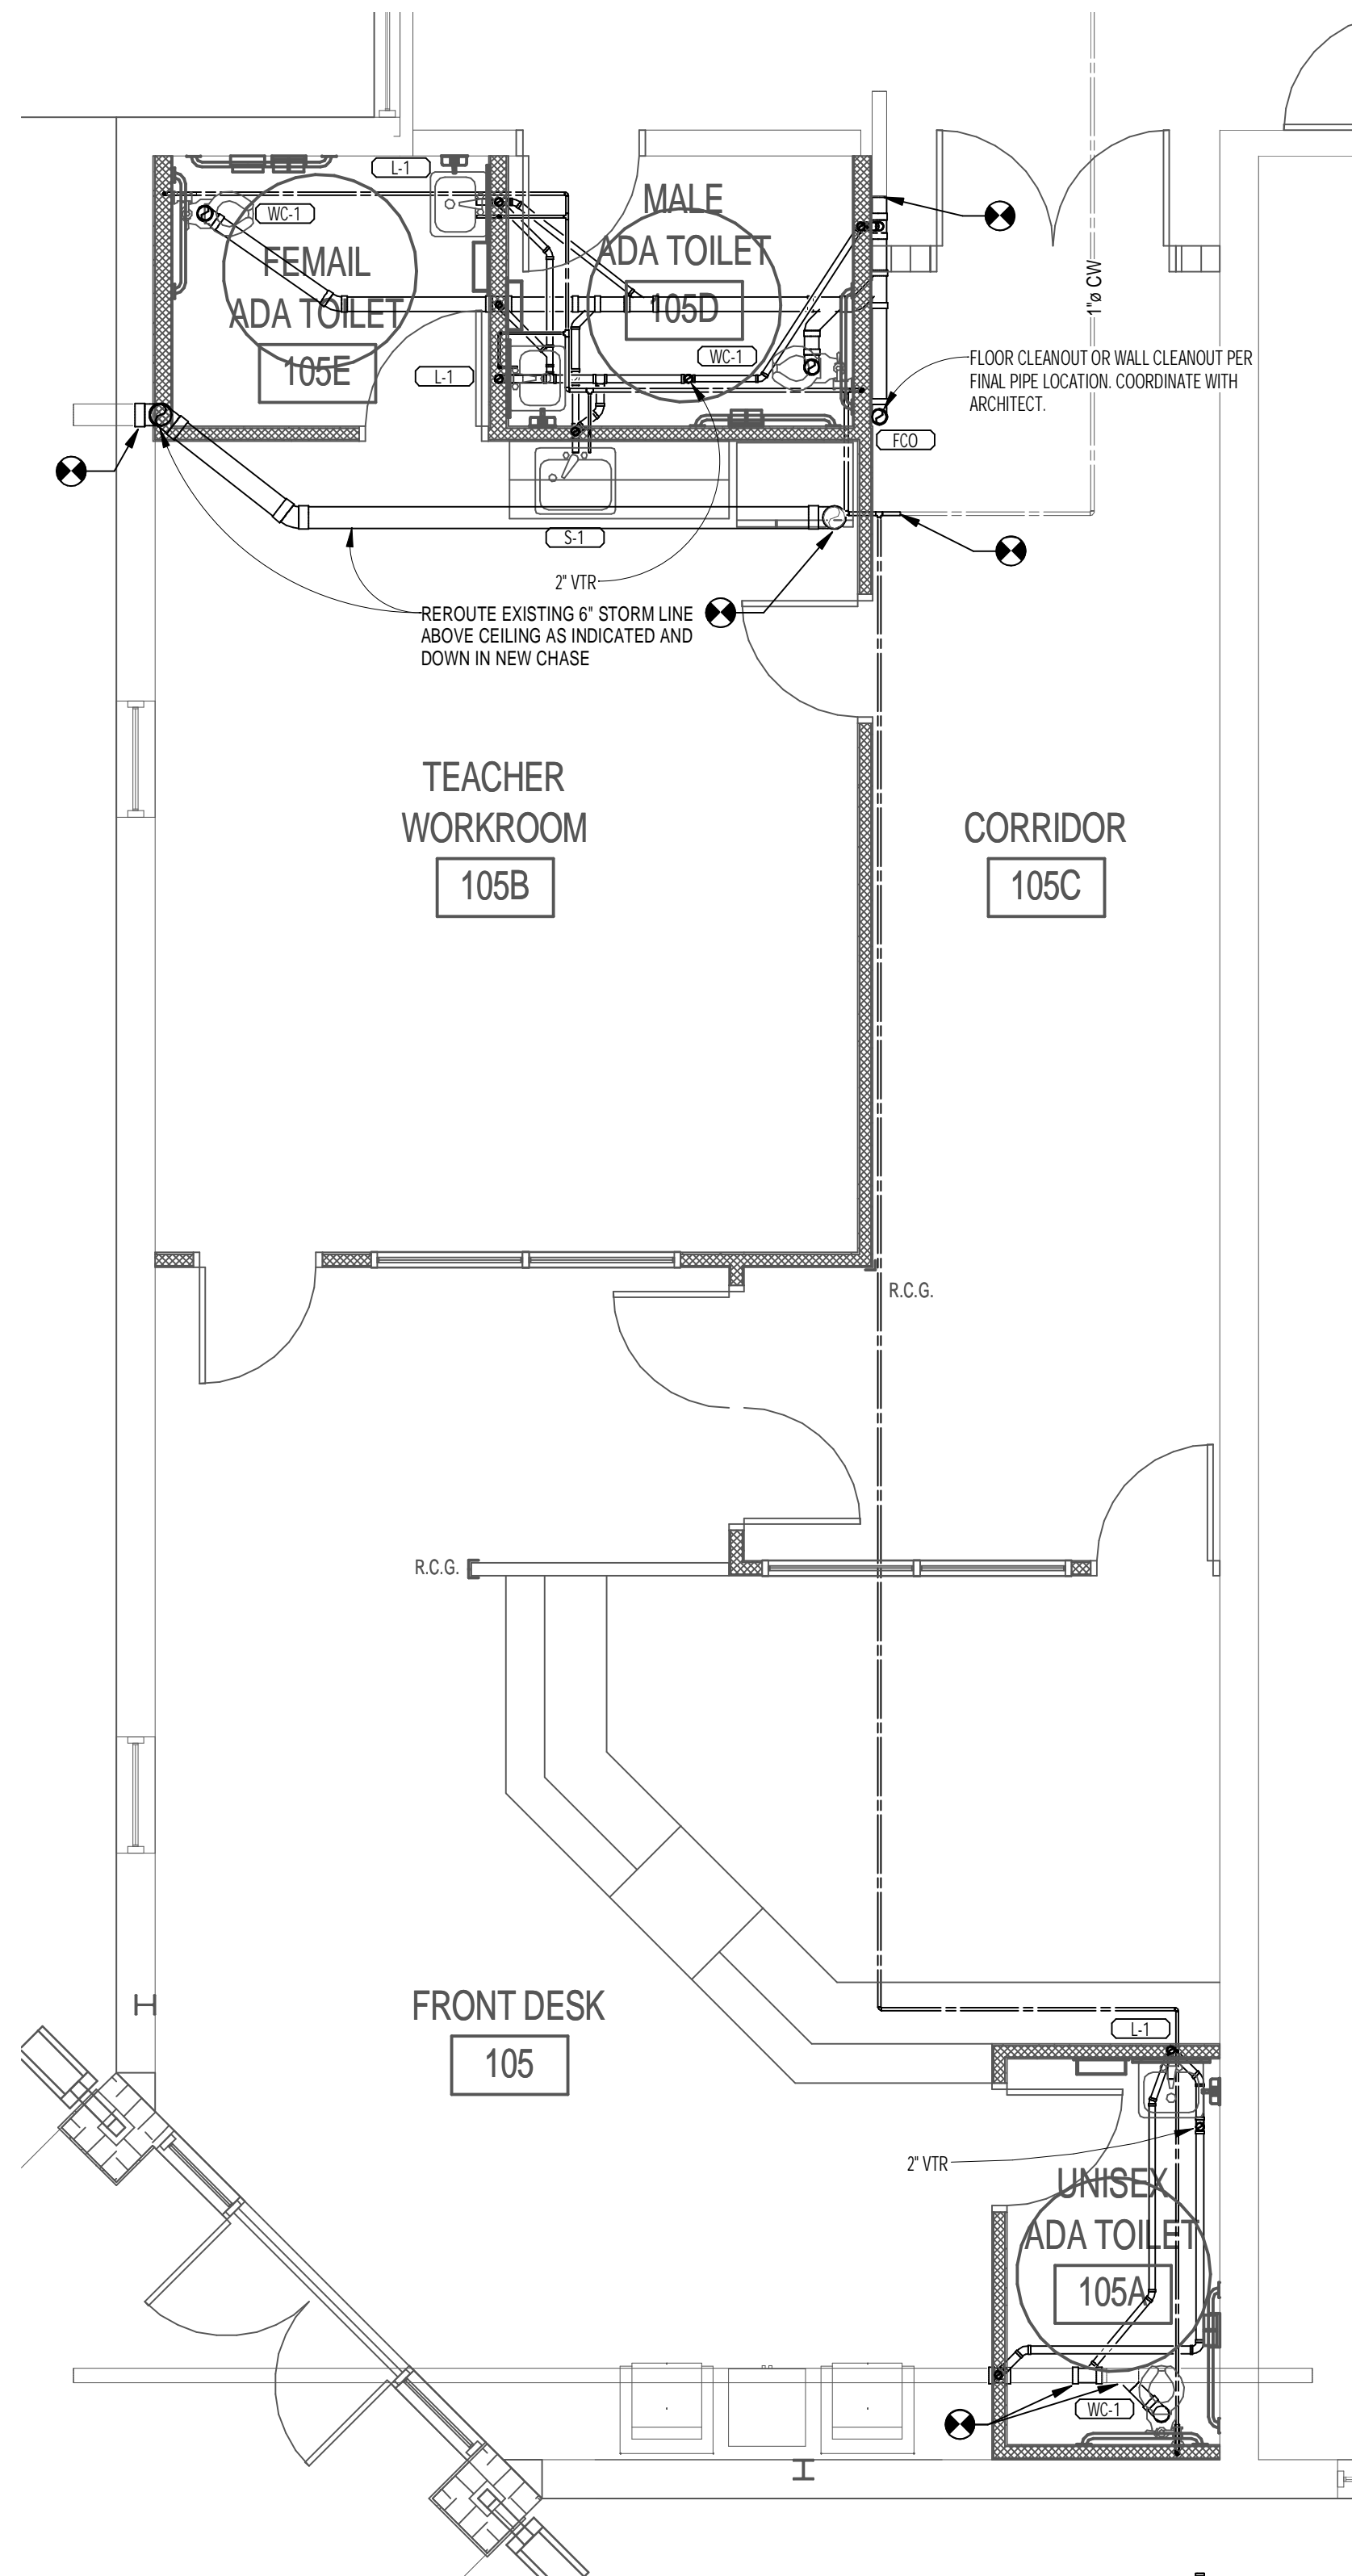 L-1
WC-1
FEMAIL
ADA TOILET
105E
MALE
ADA TOILET
105D
WC-1
L-1
1"ø CW
FLOOR CLEANOUT OR WALL CLEANOUT PER
FINAL PIPE LOCATION. COORDINATE WITH
ARCHITECT.
FCO
S-1
2" VTR
REROUTE EXISTING 6" STORM LINE
ABOVE CEILING AS INDICATED AND
DOWN IN NEW CHASE
TEACHER
WORKROOM
105B
CORRIDOR
105C
R.C.G.
R.C.G.
FRONT DESK
105
L-1
2" VTR
UNISEX
ADA TOILET
105A
WC-1